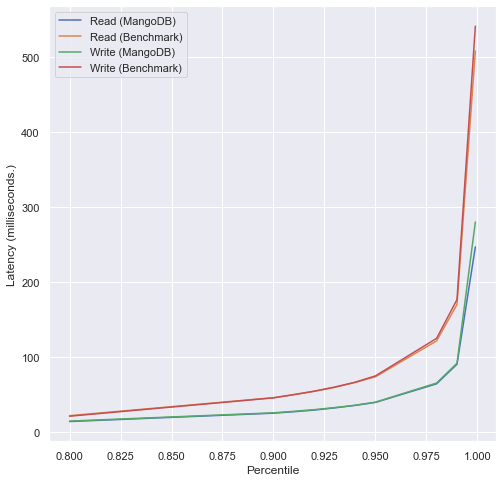 Read (MangoDB)
Read (Benchmark)
Write (MangoDB)
Write (Benchmark)
Latency (milliseconds.)
500
400
300
200
100
0
0.800 0.825 0.850 0.875 0.900 0.925 0.950 0.975 1.000
Percentile